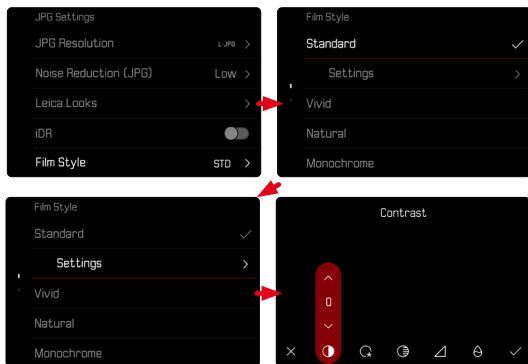 JPG Settings
JPG Resolution L-JPG
Noise Reduction (JPG) Low
Leica Looks
iDR
Film Style STD
Film Style
Standard
Settings
Vivid
Natural
Monochrome
Film Style
Standard
Settings
Vivid
Natural
Monochrome
Contrast
0